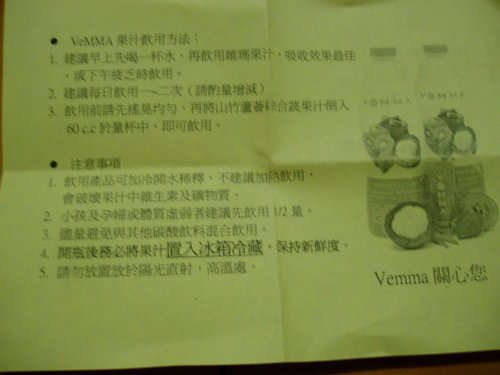 ● VeMMA 果汁飲用方法：
1. 建議早上先喝一杯水，再飲用維瑪果汁，吸收效果最佳
，或下午疲乏時飲用。
2. 建議每日飲用一~二次（請酌量增減）
3. 飲用前請先搖晃均勻，再將山竹蘆薈綜合蔬果汁倒入
60 c.c 於量杯中，即可飲用。
● 注意事項
1. 飲用產品可加冷開水稀釋，不建議加熱飲用，
會破壞果汁中維生素及礦物質。
2. 小孩及孕婦或體質虛弱者建議先飲用 1/2 量。
3. 儘量避免與其他碳酸飲料混合飲用。
4. 開瓶後務必將果汁置入冰箱冷藏，保持新鮮度。
5. 請勿放置放於陽光直射，高溫處。
VEMMA VEMMA
Vemma 關心您